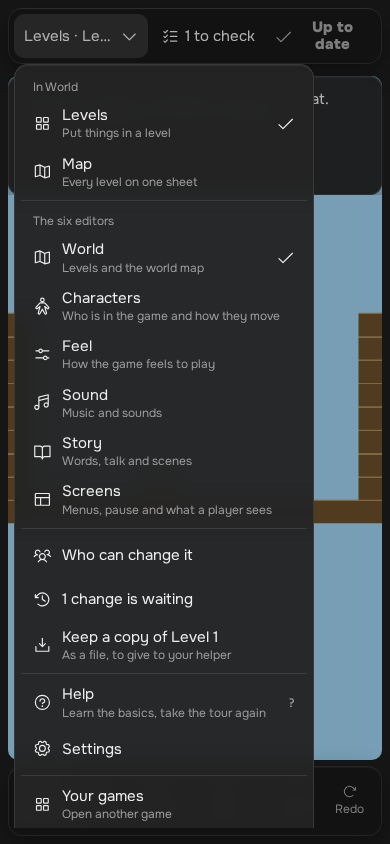 Levels · Le...
1 to check
Up to
date
at.
In World
Levels
Put things in a level
Map
Every level on one sheet
The six editors
World
Levels and the world map
Characters
Who is in the game and how they move
Feel
How the game feels to play
Sound
Music and sounds
Story
Words, talk and scenes
Screens
Menus, pause and what a player sees
Who can change it
1 change is waiting
Keep a copy of Level 1
As a file, to give to your helper
Help
Learn the basics, take the tour again
?
Settings
Your games
Open another game
Redo